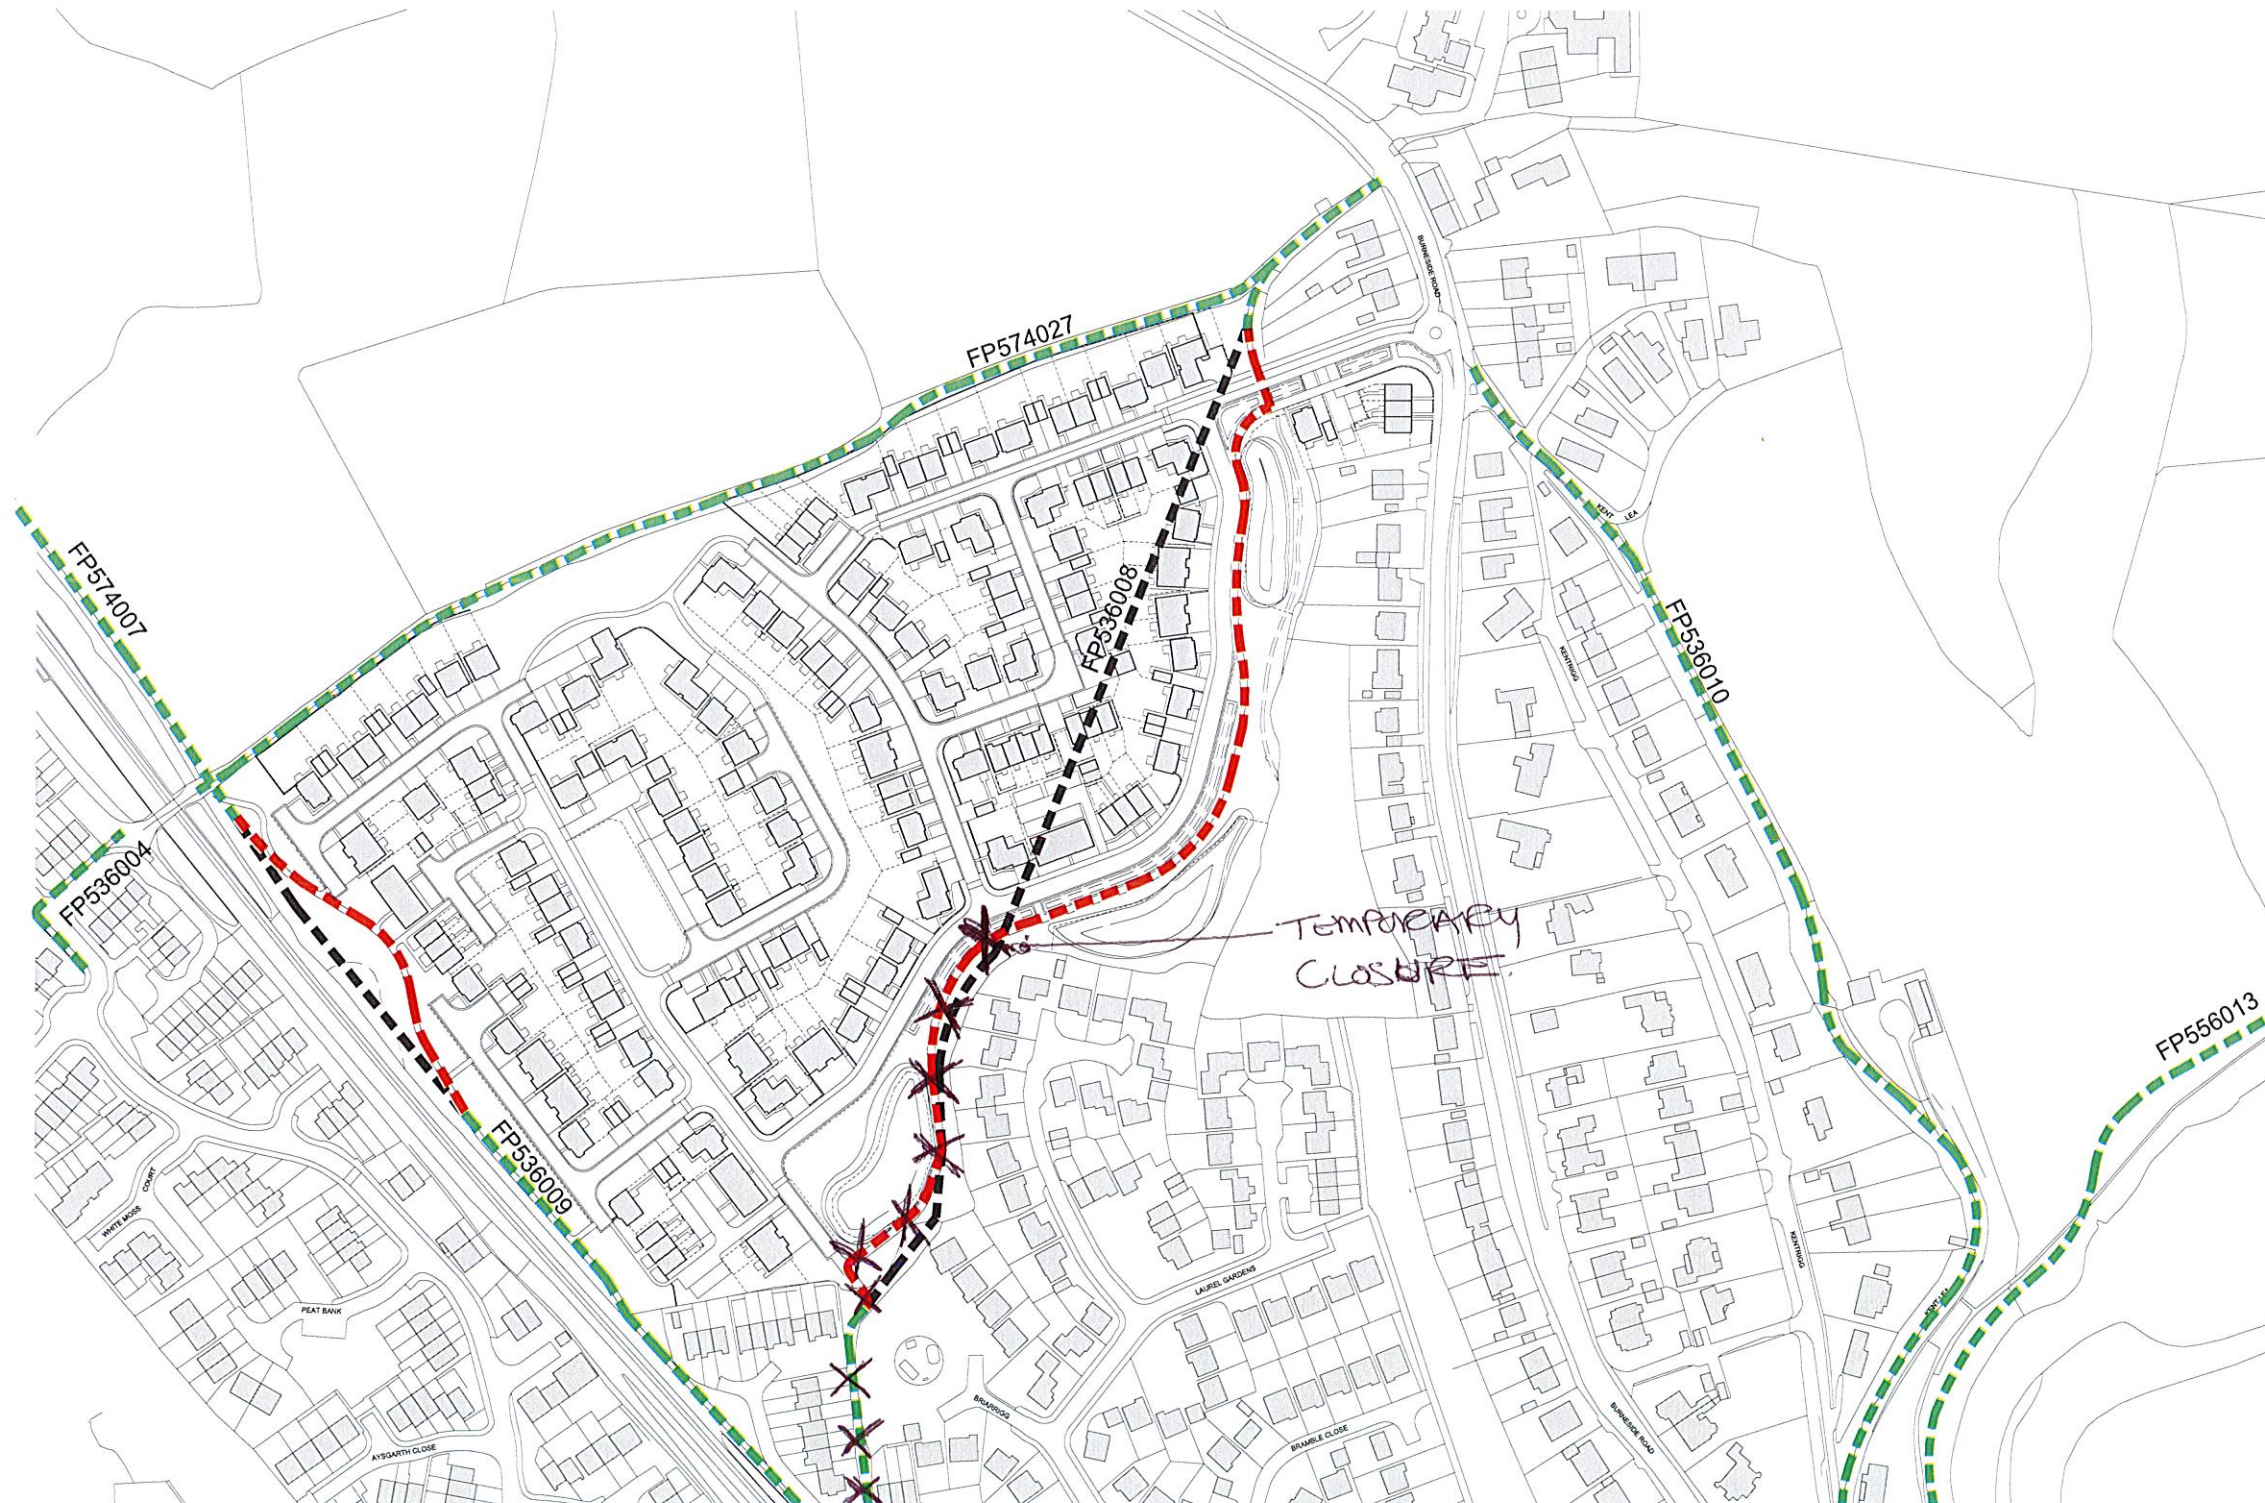 BURNESIDE ROAD
FP574027
FP574007
KENT LEA
FP536008
FP536010
KENTRIGG
FP536004
TEMPORARY
CLOSURE.
FP556013
FP536009
WHITE MOSS
COURT
PEAT BANK
LAUREL GARDENS
KENTRIGG
KENT LEA
BRIARRIGG
BURNESIDE ROAD
BRAMBLE CLOSE
AYSGARTH CLOSE